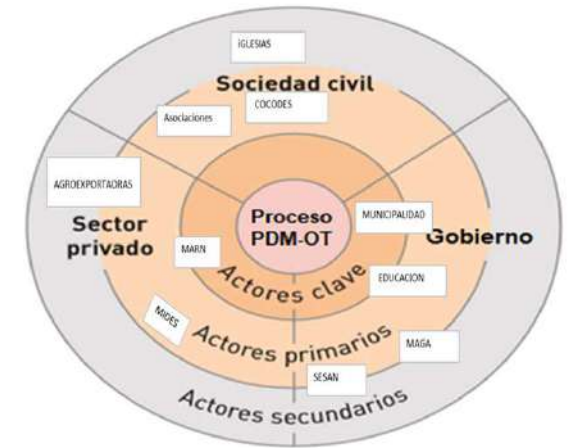 iGLESIAS
Sociedad civil
COCODES
Asociaciones
AGROEXPORTAORAS
Proceso
PDM-OT
MUNICIPALIDAD
Sector
privado
Gobierno
MARN
Actores clave
EDUCACION
MIDES
Actores primarios
MAGA
SESAN
Actores secundarios